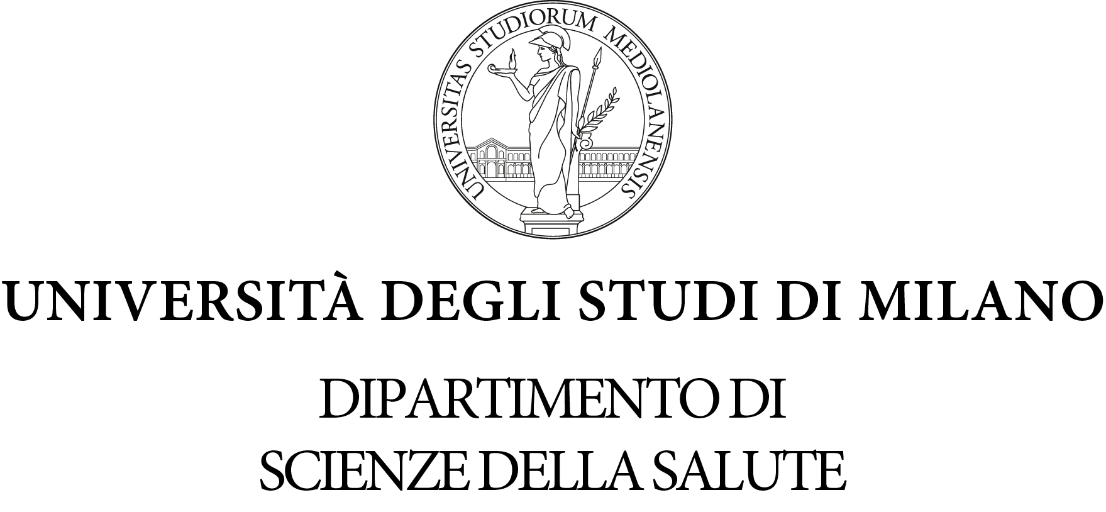 UNIVERSITAS STUDIORUM MEDIOLANENSIS
UNIVERSITÀ DEGLI STUDI DI MILANO
DIPARTIMENTO DI
SCIENZE DELLA SALUTE